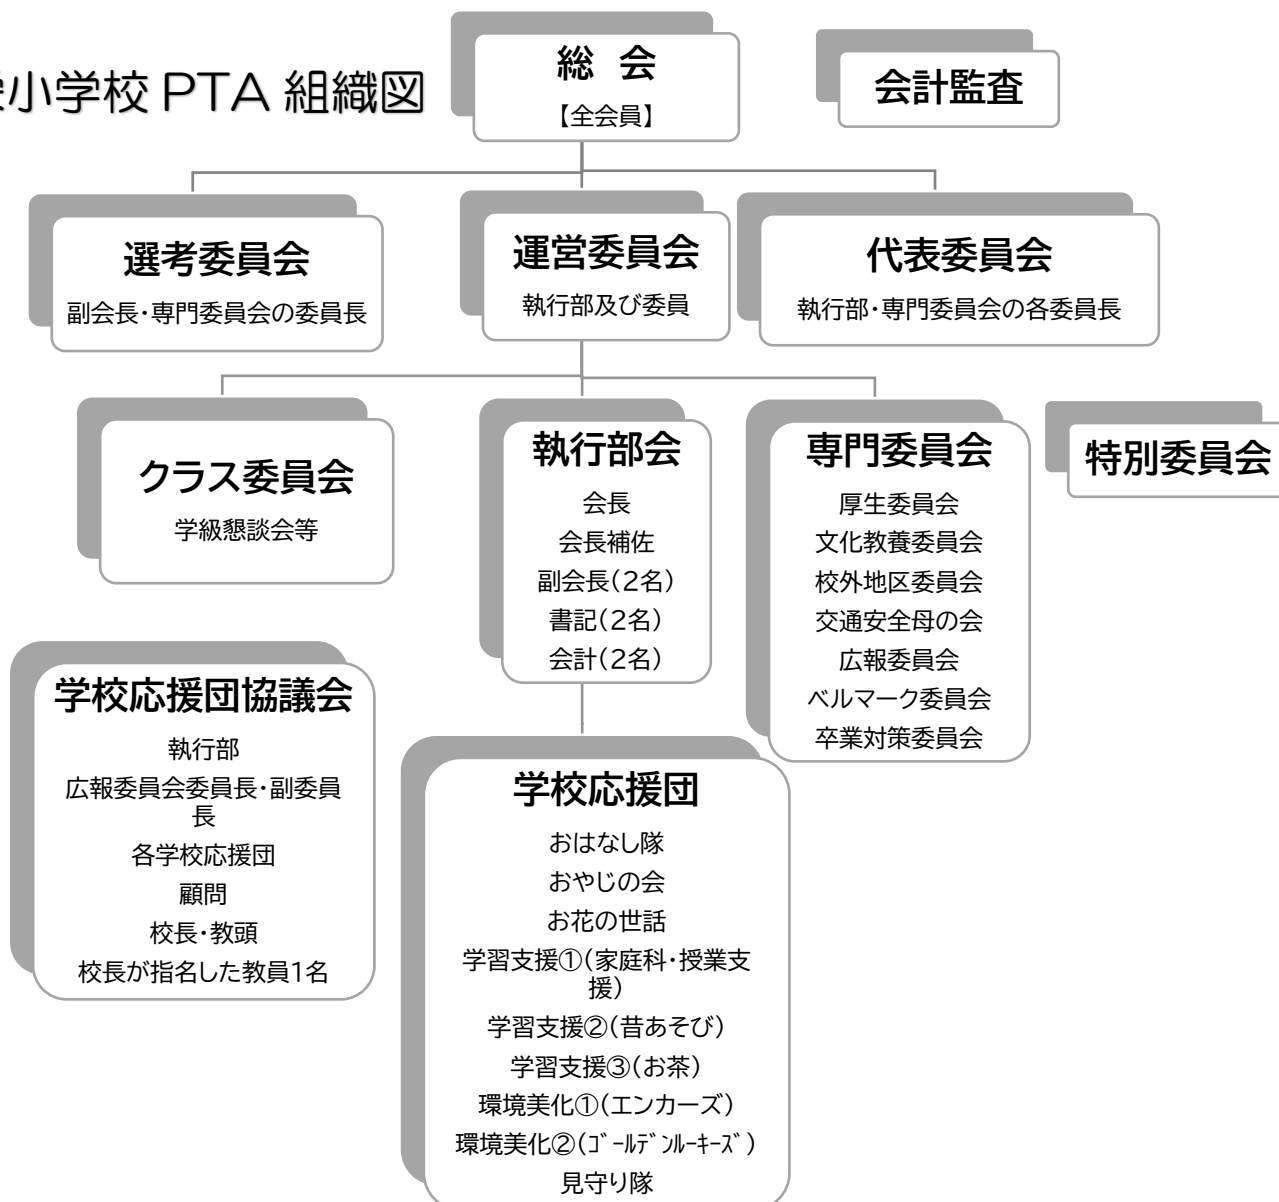 小学校 PTA 組織図
総 会
【全会員】
会計監査
選考委員会
副会長・専門委員会の委員長
運営委員会
執行部及び委員
代表委員会
執行部・専門委員会の各委員長
クラス委員会
学級懇談会等
執行部会
会長
会長補佐
副会長(2名)
書記(2名)
会計(2名)
専門委員会
厚生委員会
文化教養委員会
校外地区委員会
交通安全母の会
広報委員会
ベルマーク委員会
卒業対策委員会
特別委員会
学校応援団協議会
執行部
広報委員会委員長・副委員
長
各学校応援団
顧問
校長・教頭
校長が指名した教員1名
学校応援団
おはなし隊
おやじの会
お花の世話
学習支援①(家庭科・授業支
援)
学習支援②(昔あそび)
学習支援③(お茶)
環境美化①(エンカーズ)
環境美化②(ｺﾞｰﾙﾃﾞﾝﾙｰｷｰｽﾞ)
見守り隊